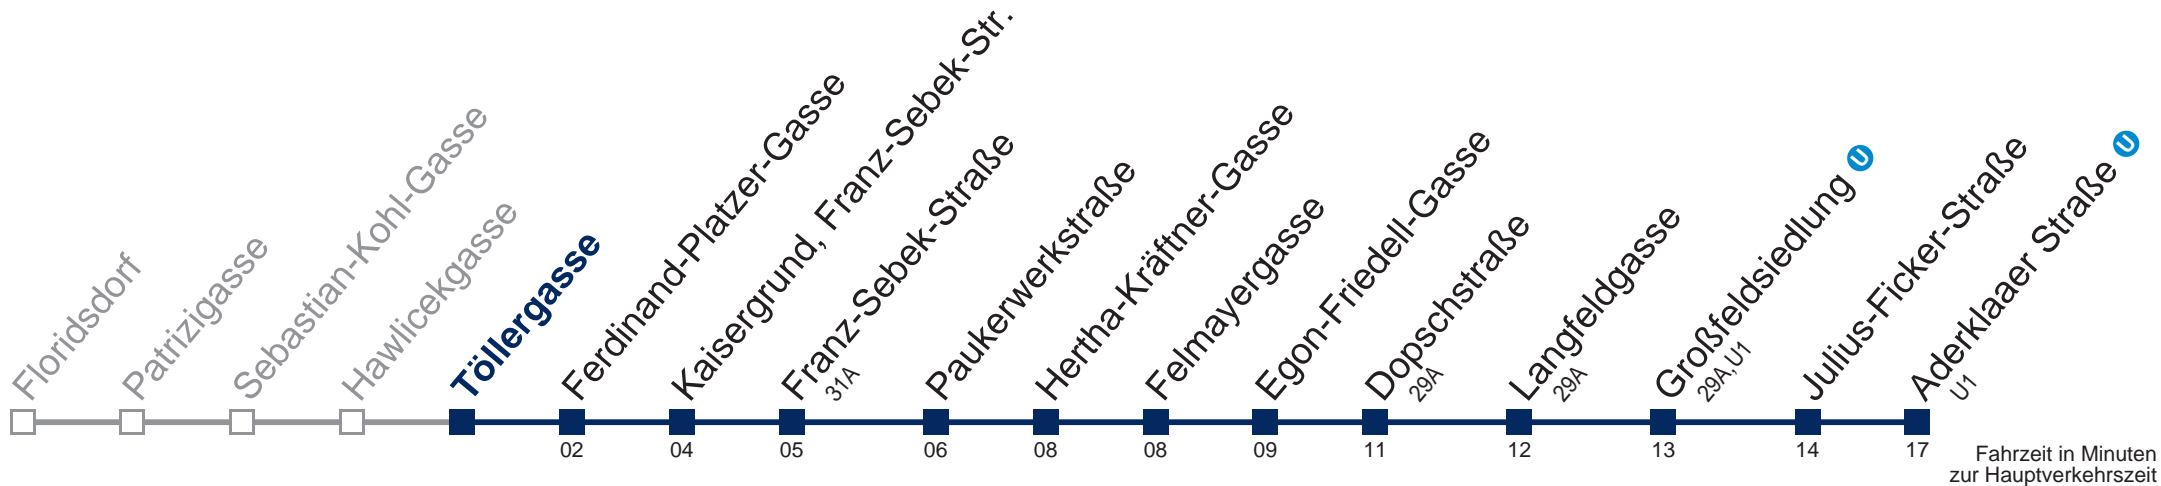 Floridsdorf
Patrizigasse
Sebastian-Kohl-Gasse
Hawlicekgasse
Töllergasse
Ferdinand-Platzer-Gasse
02
Kaisergrund, Franz-Sebek-Str.
04
Franz-Sebek-Straße
31A
05
Paukerwerkstraße
06
Hertha-Kräftner-Gasse
08
Felmayergasse
08
Egon-Friedell-Gasse
09
Dopschstraße
29A
11
Langfeldgasse
29A
12
Großfeldsiedlung U
29A,U1
13
Julius-Ficker-Straße
14
Aderklaaer Straße U
U1
17
Fahrzeit in Minuten
zur Hauptverkehrszeit